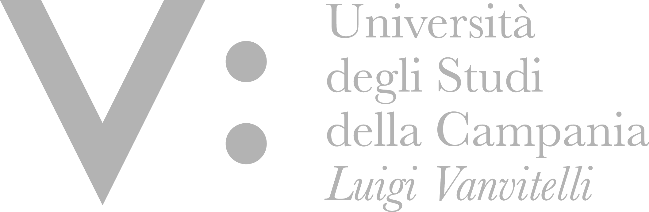 V:
Università
degli Studi
della Campania
Luigi Vanvitelli